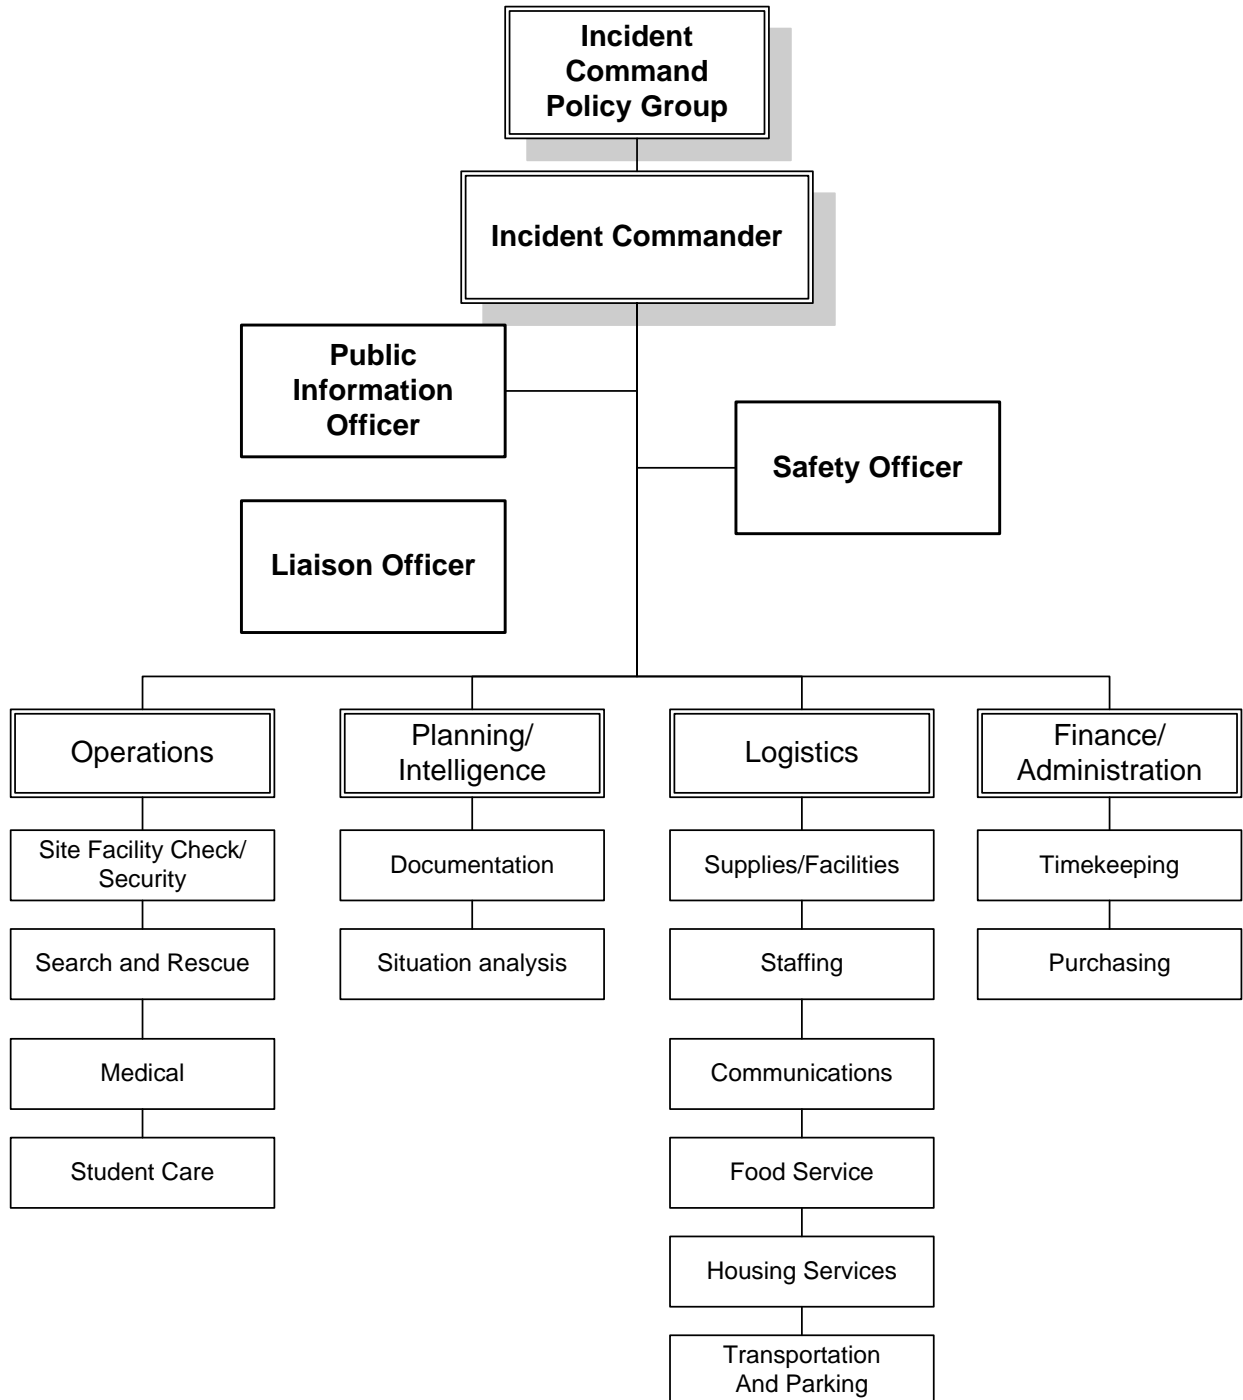 Incident
Command
Policy Group
Incident Commander
Public
Information
Officer
Safety Officer
Liaison Officer
Operations
Planning/
Intelligence
Logistics
Finance/
Administration
Site Facility Check/
Security
Documentation
Supplies/Facilities
Timekeeping
Search and Rescue
Situation analysis
Staffing
Purchasing
Medical
Communications
Student Care
Food Service
Housing Services
Transportation
And Parking